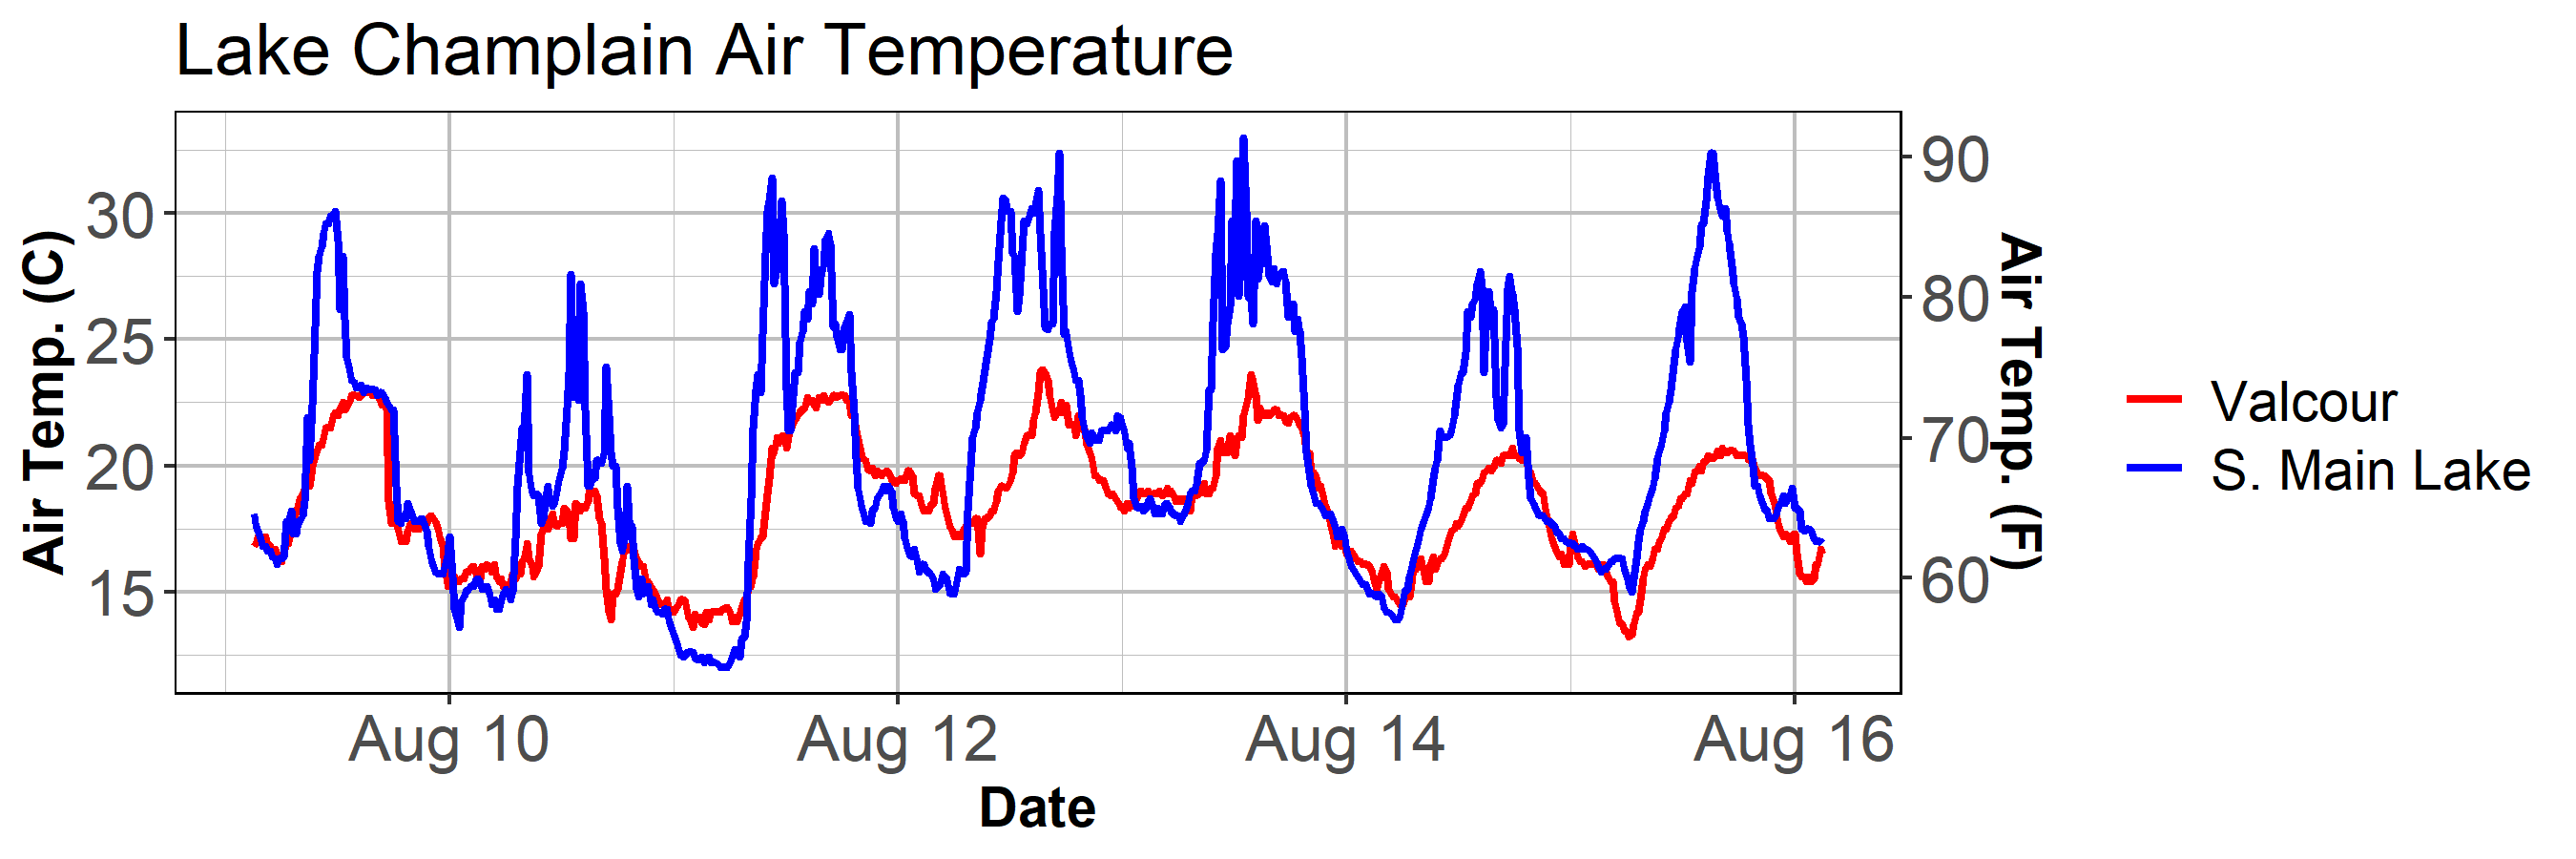 Lake Champlain Air Temperature
Air Temp. (C)
30
25
20
15
90
80
70
60
Air Temp. (F)
Aug 10
Aug 12
Aug 14
Aug 16
Date
Valcour
S. Main Lake